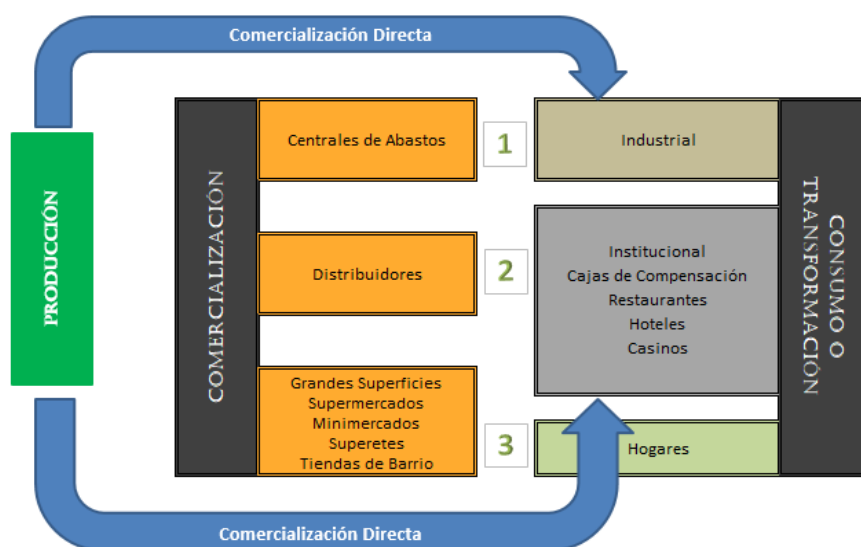 Comercialización Directa
PRODUCCIÓN
COMERCIALIZACIÓN
Centrales de Abastos
1
Industrial
Distribuidores
2
Institucional
Cajas de Compensación
Restaurantes
Hoteles
Casinos
Grandes Superficies
Supermercados
Minimercados
Superetes
Tiendas de Barrio
3
Hogares
CONSUMO O
TRANSFORMACIÓN
Comercialización Directa